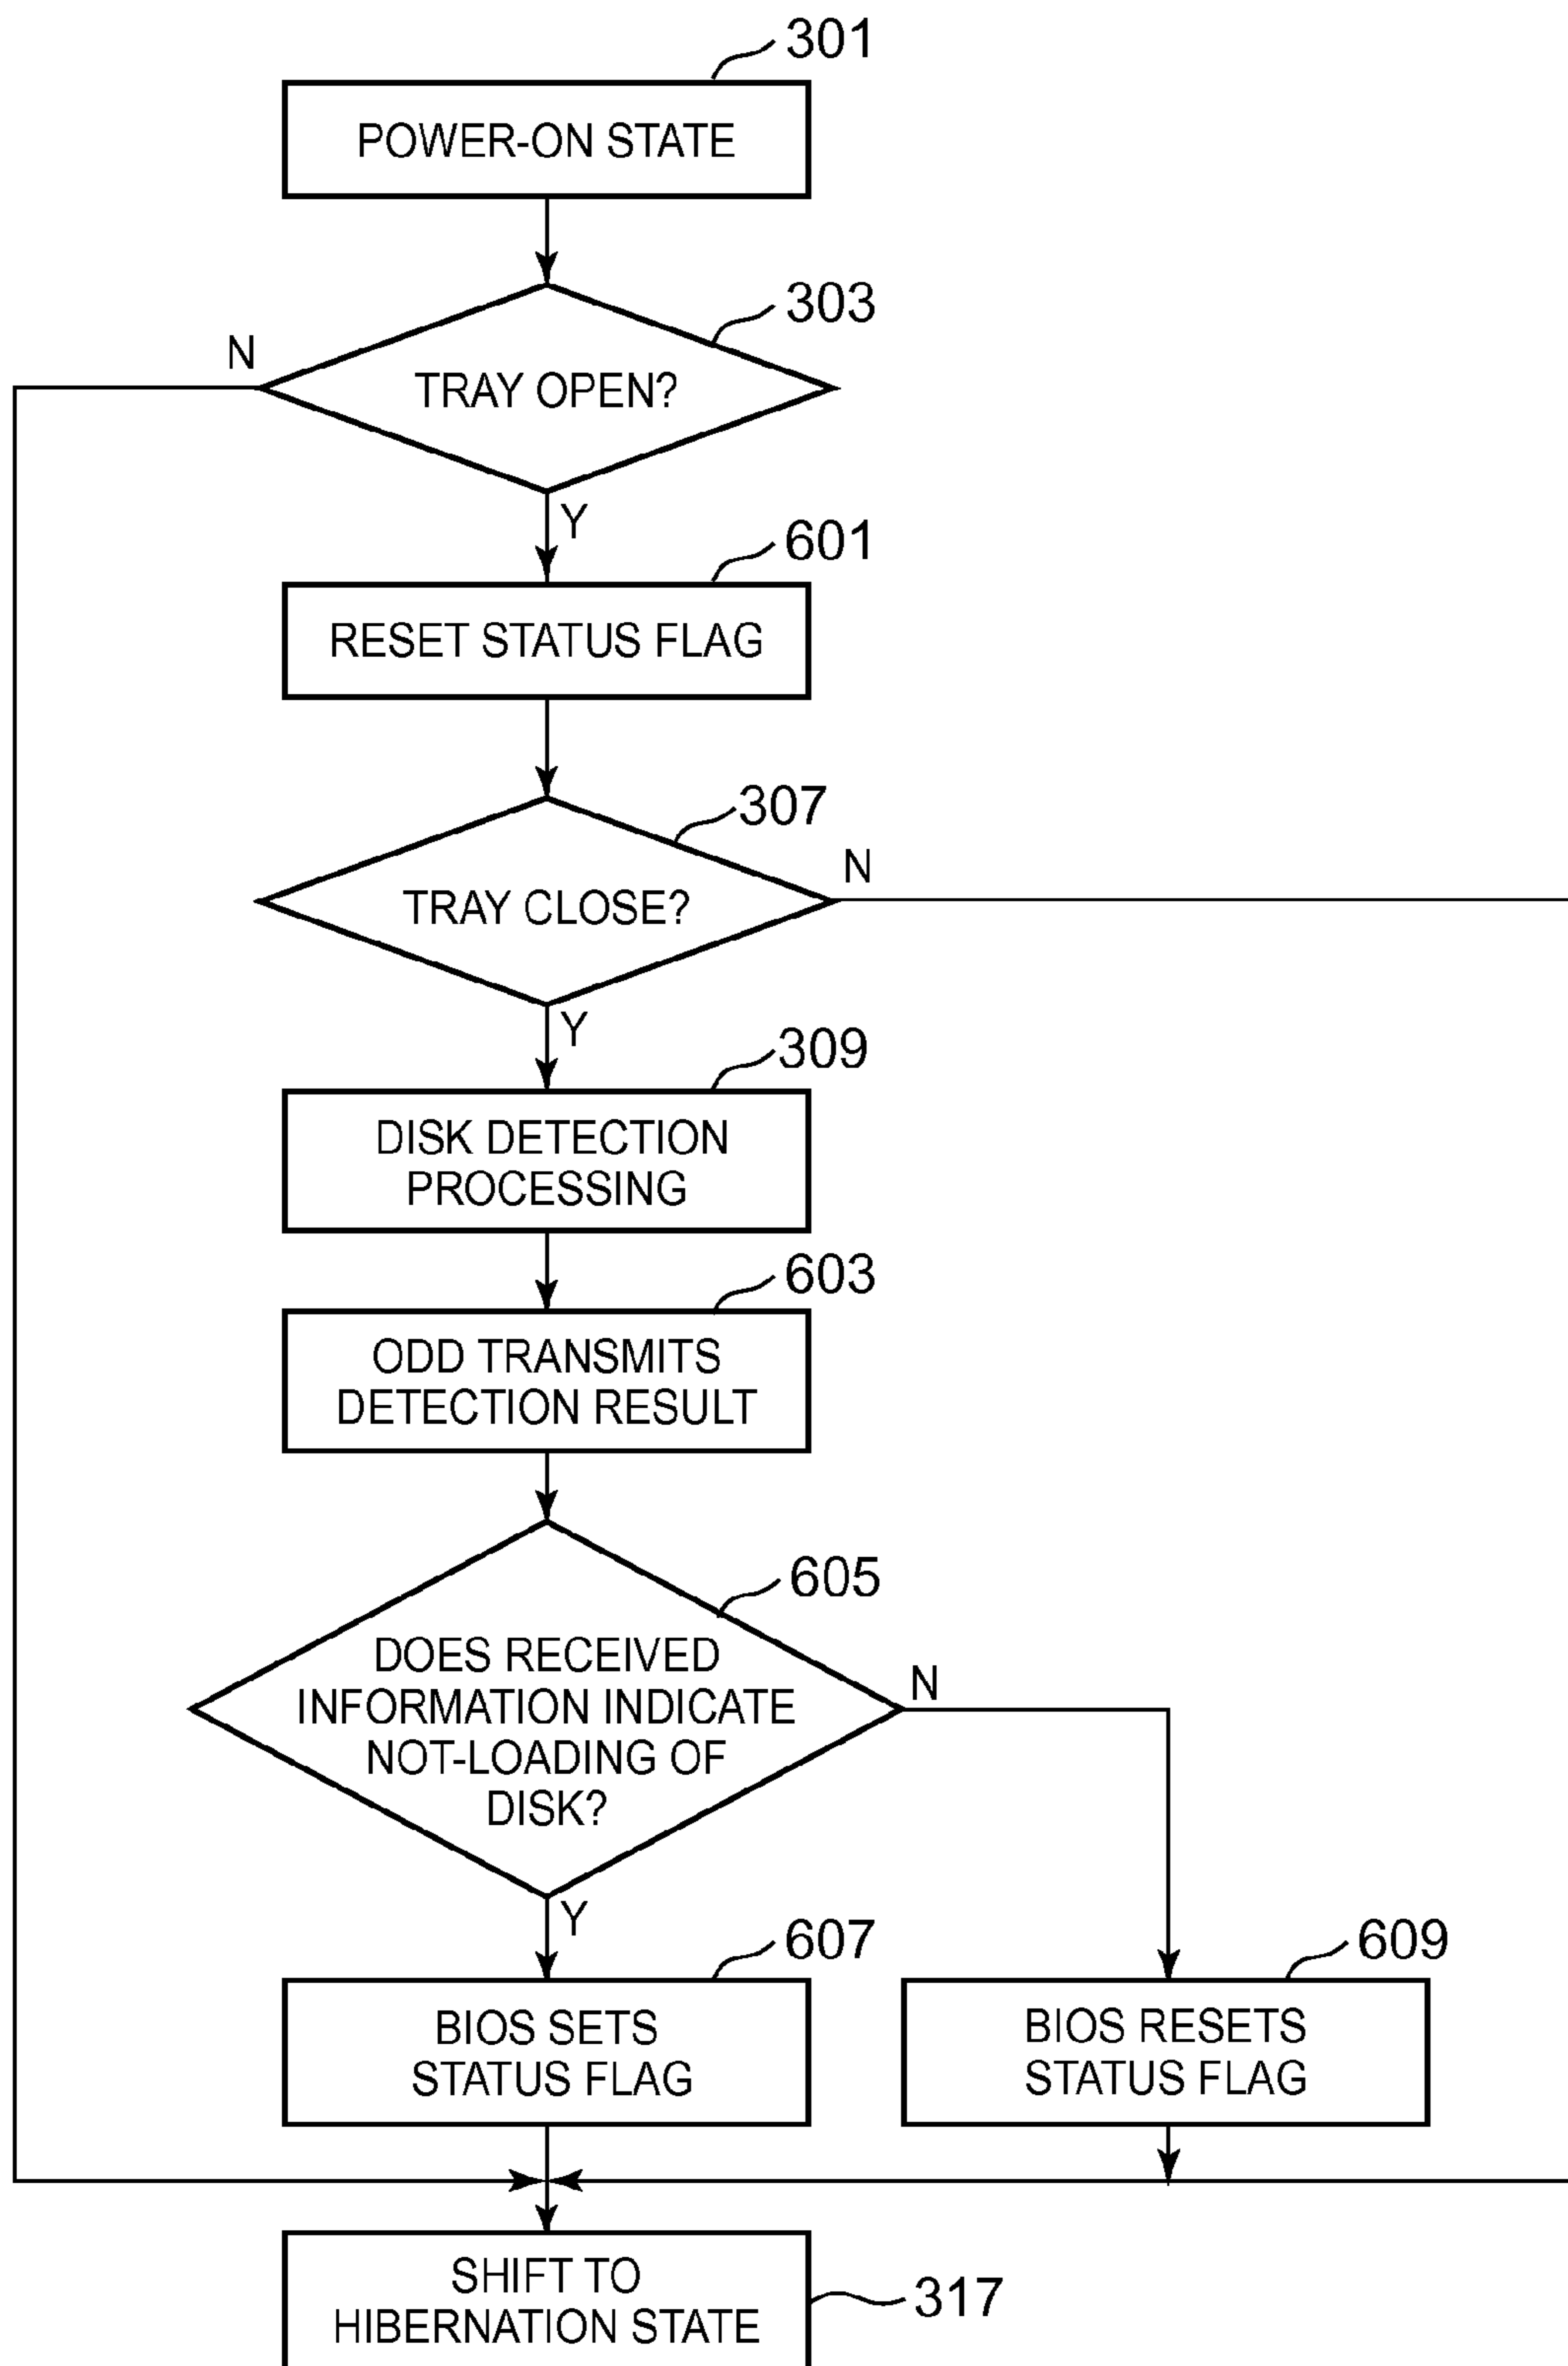 301
POWER-ON STATE
303
N
TRAY OPEN?
Y
601
RESET STATUS FLAG
307
N
TRAY CLOSE?
Y
309
DISK DETECTION
PROCESSING
603
ODD TRANSMITS
DETECTION RESULT
605
DOES RECEIVED
INFORMATION INDICATE
NOT-LOADING OF
DISK?
N
Y
607
609
BIOS SETS
STATUS FLAG
BIOS RESETS
STATUS FLAG
SHIFT TO
HIBERNATION STATE
317